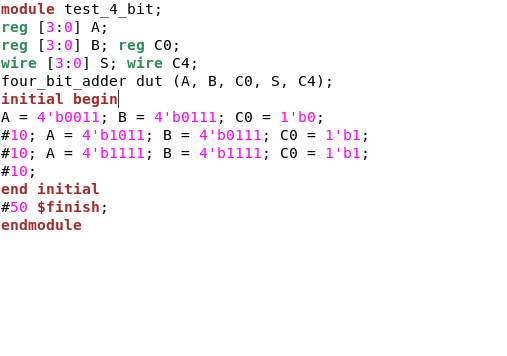 module test_4_bit;
reg [3:0] A;
reg [3:0] B; reg C0;
wire [3:0] S; wire C4;
four_bit_adder dut (A, B, C0, S, C4);
initial begin
A = 4'b0011; B = 4'b0111; C0 = 1'b0;
#10; A = 4'b1011; B = 4'b0111; C0 = 1'b1;
#10; A = 4'b1111; B = 4'b1111; C0 = 1'b1;
#10;
end initial
#50 $finish;
endmodule